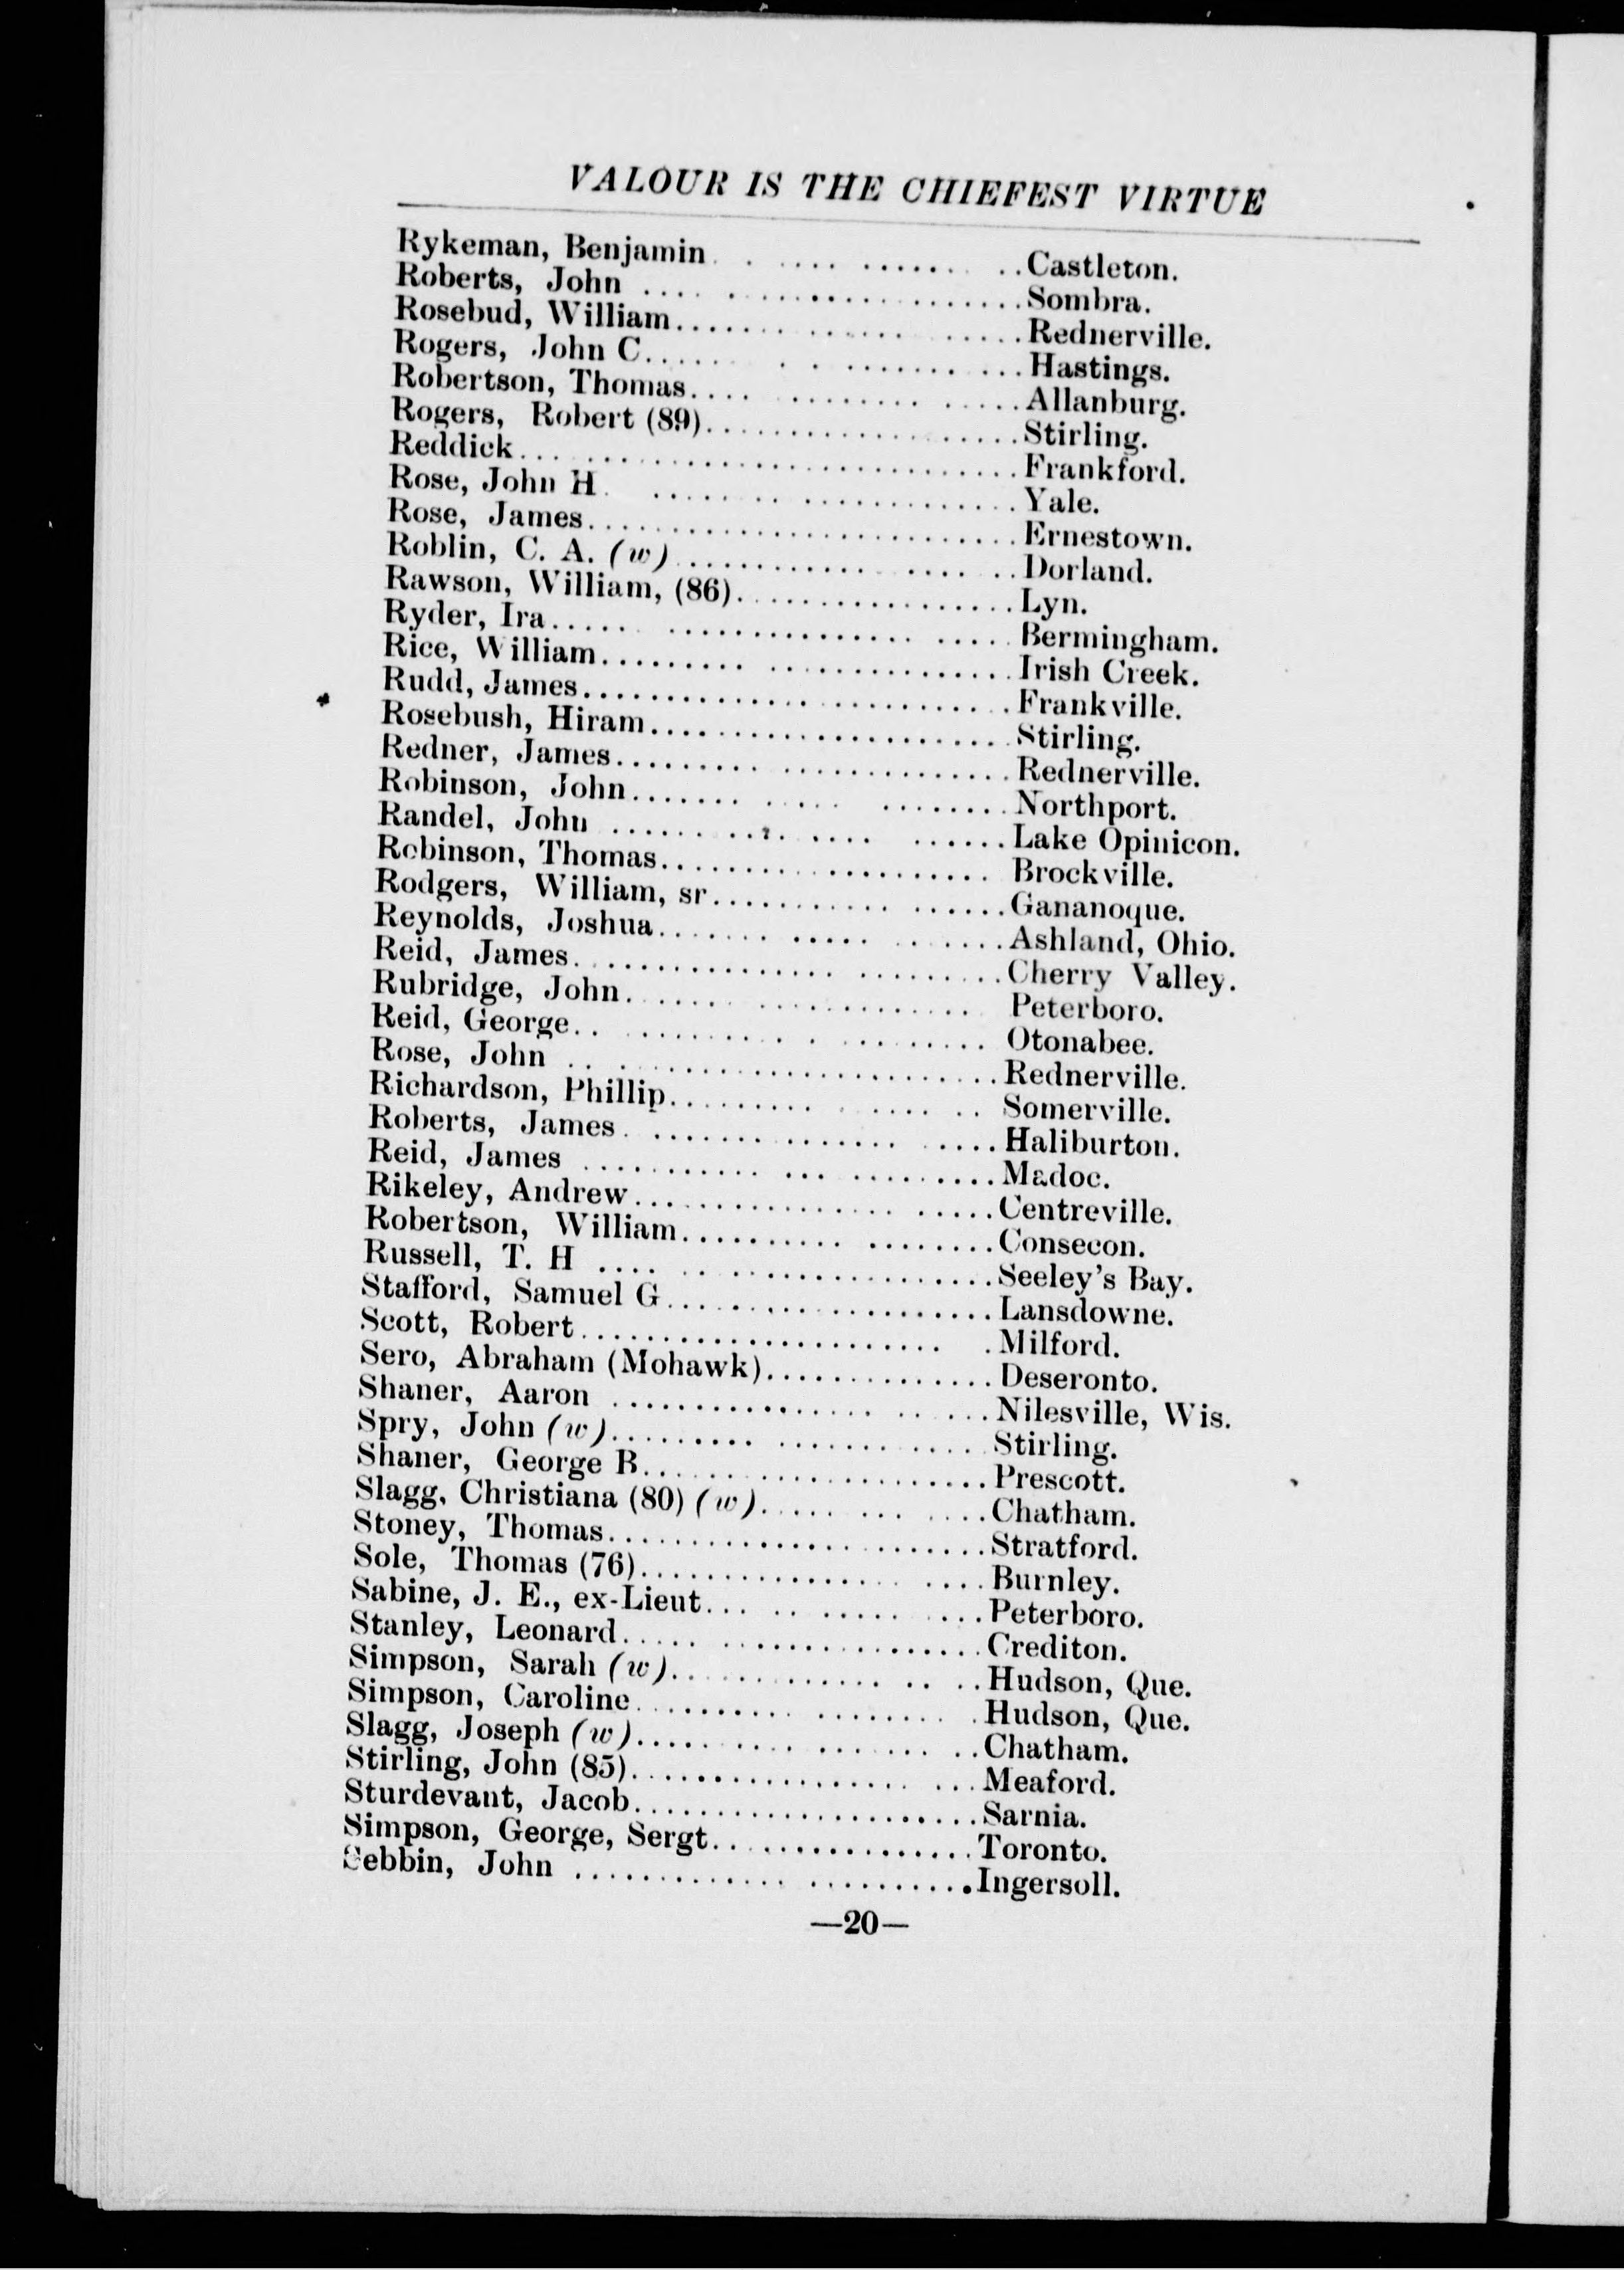 VALOUR IS THE CHIEFEST VIRTUE
Rykeman, Benjamin. . ..... ....... . ..Castleton.
Roberts, John .... ......................Sombra.
Rosebud, William.......................Rednerville.
Rogers, John C...... . . ......... ...Hastings.
Robertson, Thomas.... ......... .....Allanburg.
Rogers, Robert (89)...................Stirling.
Reddick..............................Frankford.
Rose, John H. ......................Yale.
Rose, James..........................Ernestown.
Roblin, C. A. (w)....................Dorland.
Rawson, William, (86).................Lyn.
Ryder, Ira...... ............... .....Bermingham.
Rice, William......... ...............Irish Creek.
Rudd, James..........................Frankville.
Rosebush, Hiram......................Stirling.
Redner, James........................Rednerville.
Robinson, John....... ..... ........Northport.
Randel, John ............... ......Lake Opinicon.
Robinson, Thomas.................... Brockville.
Rodgers, William, sr........... ......Gananoque.
Reynolds, Joshua....... ..... .......Ashland, Ohio.
Reid, James................ .........Cherry Valley.
Rubridge, John..................... Peterboro.
Reid, George.. ......... . ......... Otonabee.
Rose, John .. ......................Rednerville.
Richardson, Phillip......... ..... .. Somerville.
Roberts, James. ............... .....Haliburton.
Reid, James ........... ... .........Madoc.
Rikeley, Andrew................ .....Centreville.
Robertson, William.......... ........Consecon.
Russell, T. H .... ..................Seeley's Bay.
Stafford, Samuel G....................Lansdowne.
Scott, Robert...................... .Milford.
Sero, Abraham (Mohawk)..............Deseronto.
Shaner, Aaron ................ . ....Nilesville, Wis.
Spry, John (w)......... .............Stirling.
Shaner, George B.....................Prescott.
Slagg, Christiana (80) (w)...... ... ....Chatham.
Stoney, Thomas.......................Stratford.
Sole, Thomas (76)................ ....Burnley.
Sabine, J. E., ex-Lieut... .. ..... ....Peterboro.
Stanley, Leonard..... ................Crediton.
Simpson, Sarah (w)............. .. ..Hudson, Que.
Simpson, Caroline.......... ........ .Hudson, Que.
Slagg, Joseph (w)...... .... ..... . ..Chatham.
Stirling, John (85)................. ...Meaford.
Sturdevant, Jacob.....................Sarnia.
Simpson, George, Sergt................Toronto.
Sebbin, John ............. ..........Ingersoll.
—20—